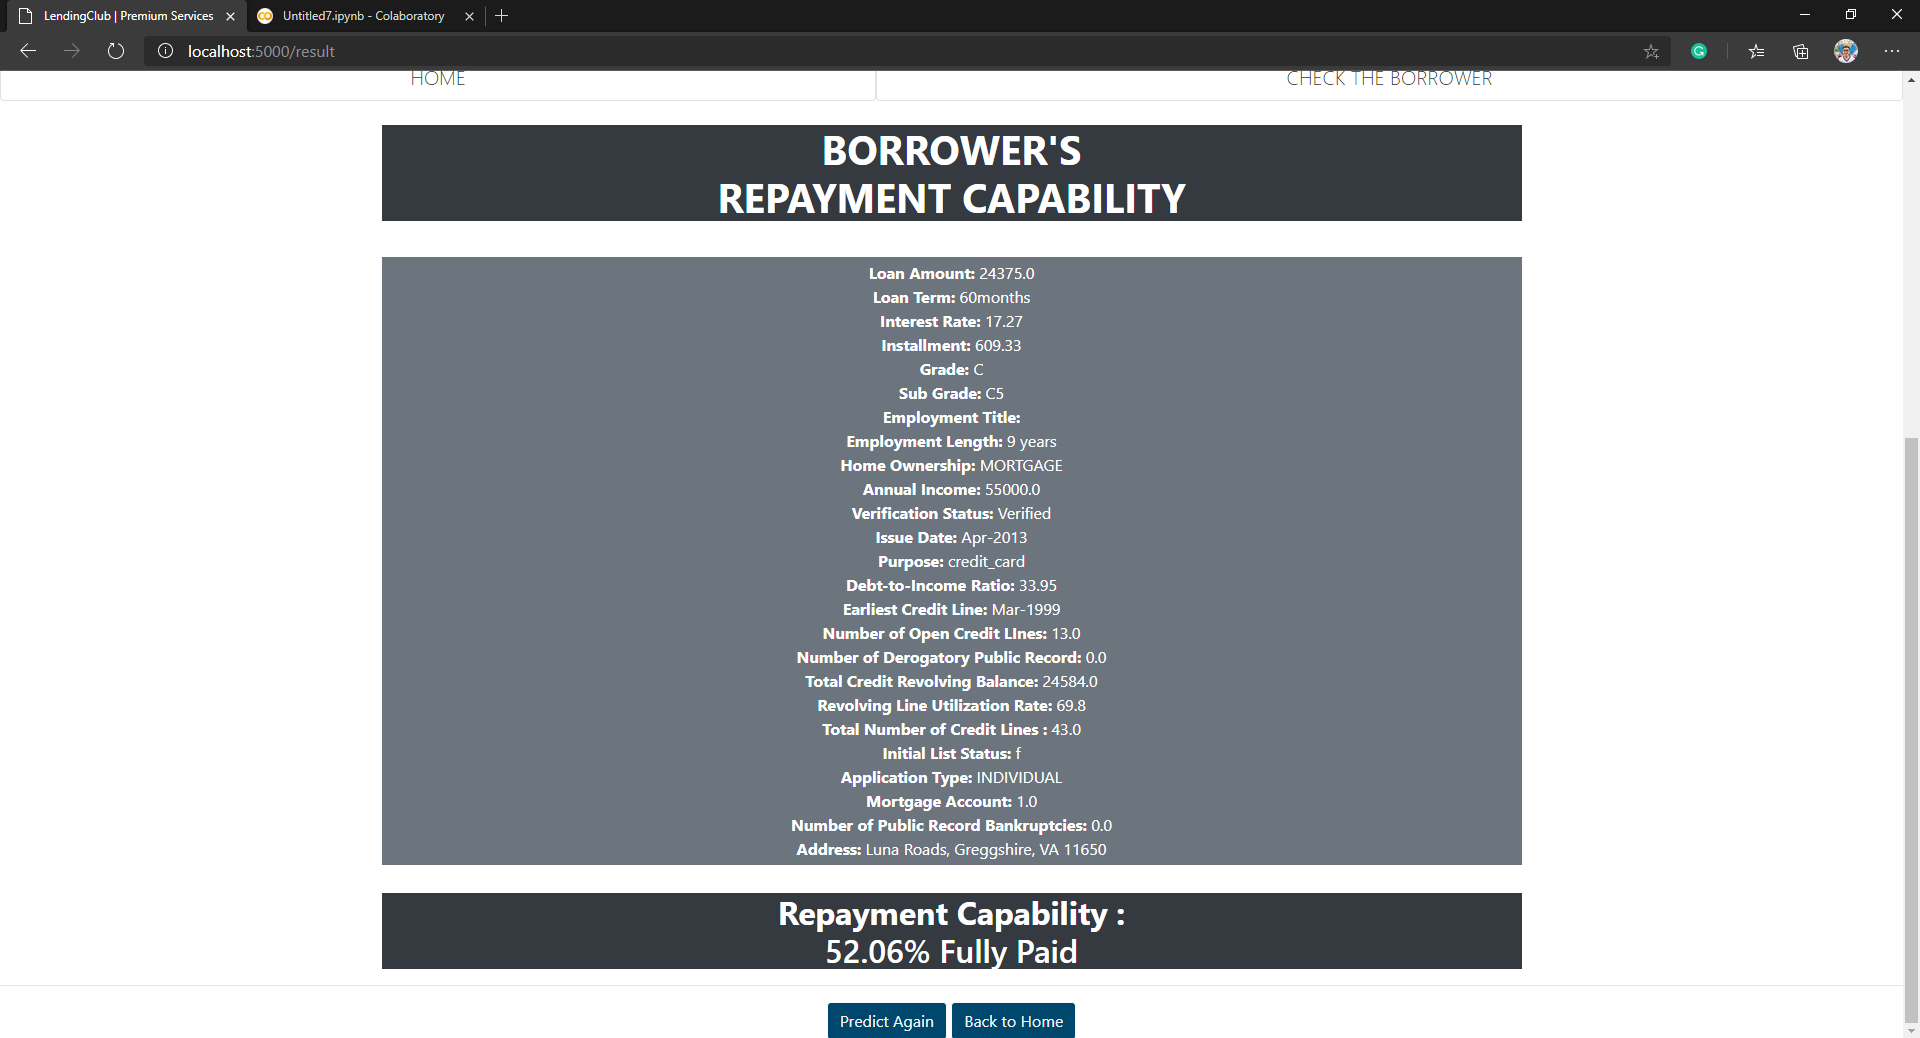 LendingClub | Premium Services
Untitled7.ipynb - Colaboratory
localhost:5000/result
HOME
CHECK THE BORROWER
BORROWER'S
REPAYMENT CAPABILITY
Loan Amount: 24375.0
Loan Term: 60months
Interest Rate: 17.27
Installment: 609.33
Grade: C
Sub Grade: C5
Employment Title:
Employment Length: 9 years
Home Ownership: MORTGAGE
Annual Income: 55000.0
Verification Status: Verified
Issue Date: Apr-2013
Purpose: credit_card
Debt-to-Income Ratio: 33.95
Earliest Credit Line: Mar-1999
Number of Open Credit LInes: 13.0
Number of Derogatory Public Record: 0.0
Total Credit Revolving Balance: 24584.0
Revolving Line Utilization Rate: 69.8
Total Number of Credit Lines : 43.0
Initial List Status: f
Application Type: INDIVIDUAL
Mortgage Account: 1.0
Number of Public Record Bankruptcies: 0.0
Address: Luna Roads, Greggshire, VA 11650
Repayment Capability :
52.06% Fully Paid
Predict Again
Back to Home